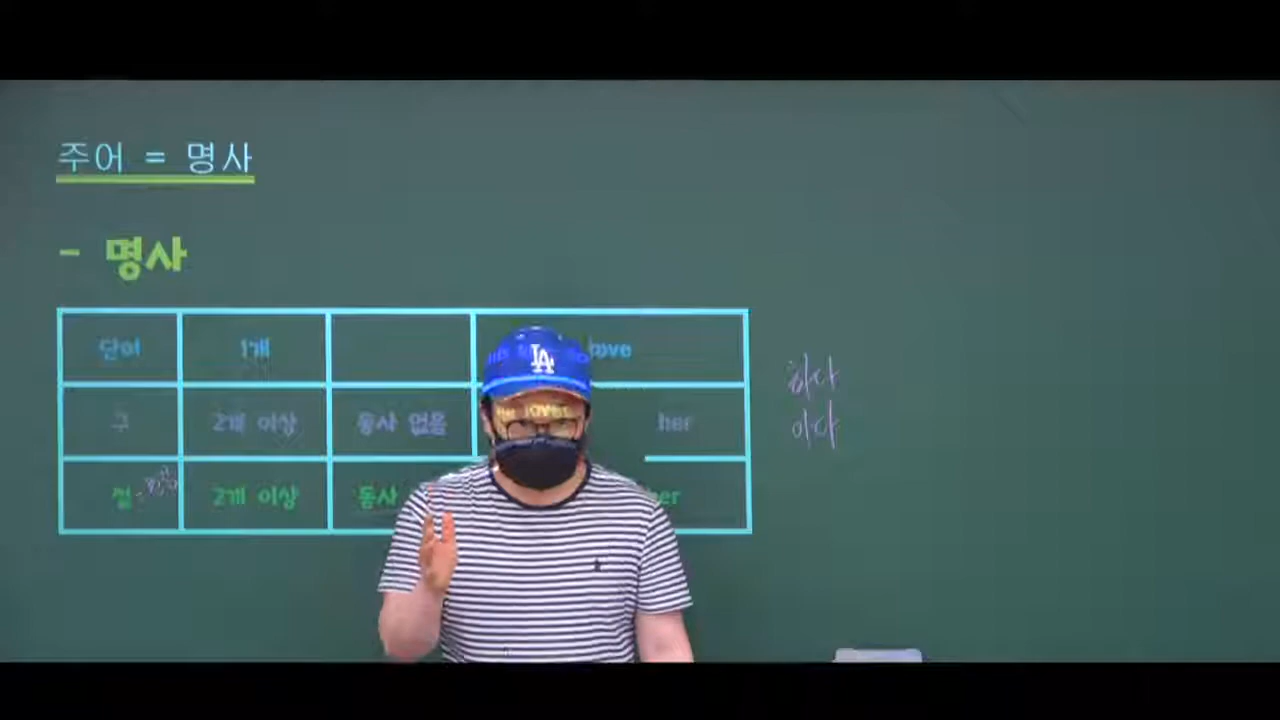 주어 = 명사
- 명사
단어 1개 love
구 2개 이상 동사 없음 her
절 2개 이상 동사
하다
이다
LA